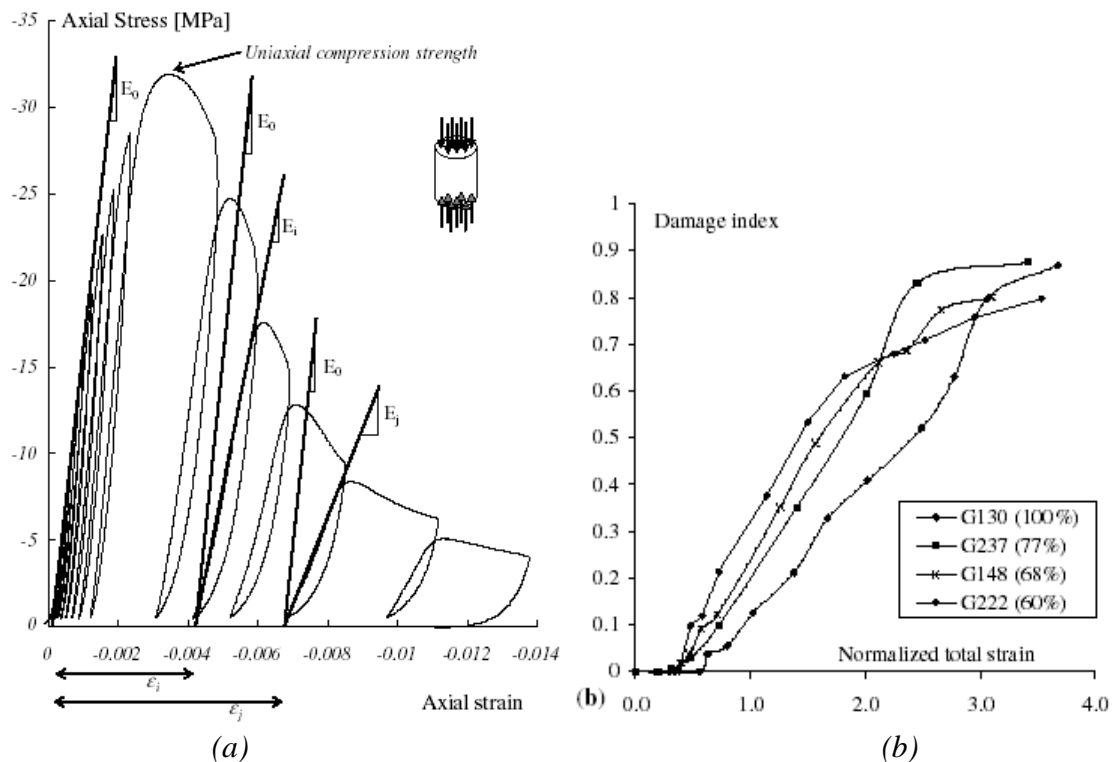 -35
Axial Stress [MPa]
Uniaxial compression strength
-30
E₀
E₀
-25
Eᵢ
-20
-15
E₀
Eⱼ
-10
-5
0
0 -0.002 -0.004 -0.006 -0.008 -0.01 -0.012 -0.014
εᵢ
εⱼ
Axial strain
(a)
1
Damage index
0.9
0.8
0.7
0.6
0.5
0.4
0.3
0.2
0.1
0
G130 (100%)
G237 (77%)
G148 (68%)
G222 (60%)
Normalized total strain
(b)
0.0 1.0 2.0 3.0 4.0
(b)